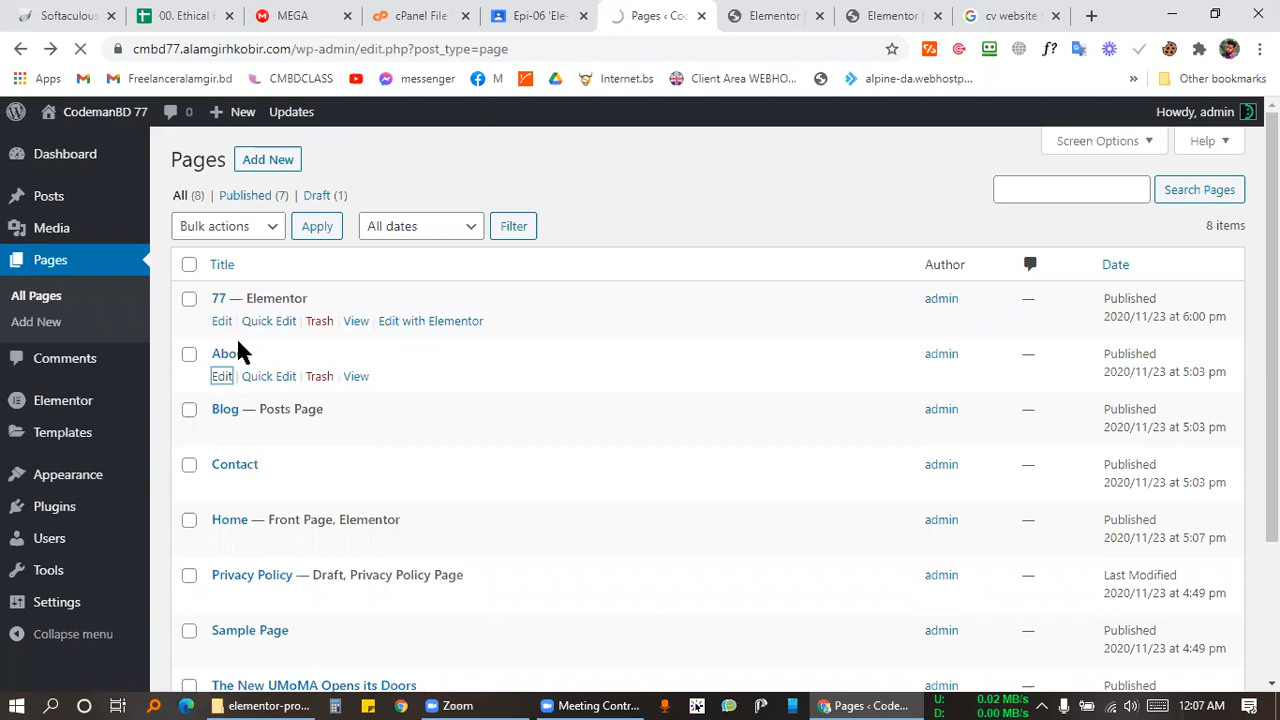 Softaculous
00. Ethical H
MEGA
cPanel File
Epi-06 'Ele-
Pages < Co
Elementor
Elementor
cv website
cmbd77.alamgirhkobir.com/wp-admin/edit.php?post_type=page
Apps
Freelanceralamgir.bd
CMBDCLASS
messenger
M
Internet.bs
Client Area WEBHO...
alpine-da.webhostp...
»
Other bookmarks
CodemanBD 77
0
New
Updates
Howdy, admin
Dashboard
Posts
Media
Pages
All Pages
Add New
Comments
Elementor
Templates
Appearance
Plugins
Users
Tools
Settings
Collapse menu
Screen Options
Help
Pages
Add New
All (8) | Published (7) | Draft (1)
Search Pages
Bulk actions
Apply
All dates
Filter
8 items
Title
Author
Date
77 — Elementor
admin
—
Published
2020/11/23 at 6:00 pm
Edit | Quick Edit | Trash | View | Edit with Elementor
Abo
admin
—
Published
2020/11/23 at 5:03 pm
Edit | Quick Edit | Trash | View
Blog — Posts Page
admin
—
Published
2020/11/23 at 5:03 pm
Contact
admin
—
Published
2020/11/23 at 5:03 pm
Home — Front Page, Elementor
admin
—
Published
2020/11/23 at 5:07 pm
Privacy Policy — Draft, Privacy Policy Page
admin
—
Last Modified
2020/11/23 at 4:49 pm
Sample Page
admin
—
Published
2020/11/23 at 4:49 pm
The New UMoMA Opens its Doors
admin
—
Published
elementor.pro
Zoom
Meeting Contr...
Pages < Code...
U: 0.02 MB/s
D: 0.00 MB/s
12:07 AM